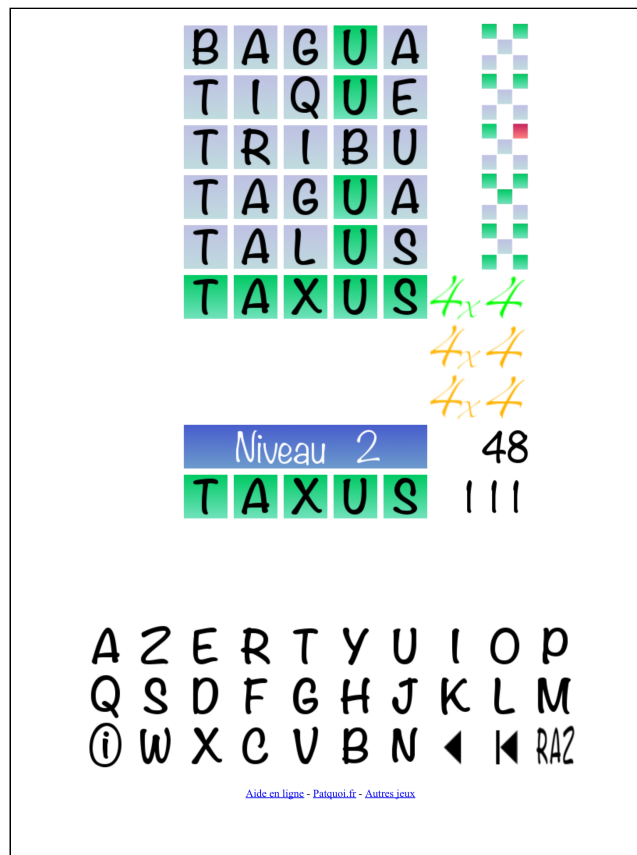 BAGUA
TIQUE
TRIBU
TAGUA
TALUS
TAXUS 4x4
4x4
4x4
Niveau 2 48
TAXUS 111
AZERTYUIOP
QSDFGHJKLM
i WXCVBN RAZ
Aide en ligne - Patquoi.fr - Autres jeux